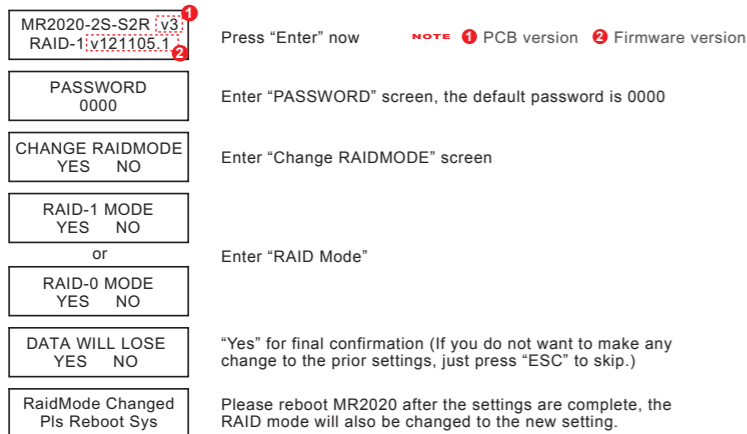 MR2020-2S-S2R v3 1
RAID-1 v121105.1 2
Press “Enter” now
NOTE 1 PCB version 2 Firmware version
PASSWORD
0000
Enter “PASSWORD” screen, the default password is 0000
CHANGE RAIDMODE
YES NO
Enter “Change RAIDMODE” screen
RAID-1 MODE
YES NO
or
RAID-0 MODE
YES NO
Enter “RAID Mode”
DATA WILL LOSE
YES NO
“Yes” for final confirmation (If you do not want to make any
change to the prior settings, just press “ESC” to skip.)
RaidMode Changed
Pls Reboot Sys
Please reboot MR2020 after the settings are complete, the
RAID mode will also be changed to the new setting.